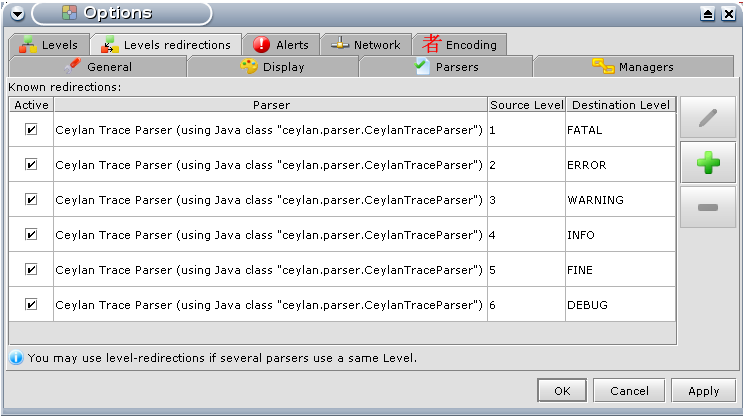 Options
Levels Levels redirections Alerts Network 者 Encoding
General Display Parsers Managers
Known redirections:
Active Parser Source Level Destination Level
Ceylan Trace Parser (using Java class "ceylan.parser.CeylanTraceParser") 1 FATAL
Ceylan Trace Parser (using Java class "ceylan.parser.CeylanTraceParser") 2 ERROR
Ceylan Trace Parser (using Java class "ceylan.parser.CeylanTraceParser") 3 WARNING
Ceylan Trace Parser (using Java class "ceylan.parser.CeylanTraceParser") 4 INFO
Ceylan Trace Parser (using Java class "ceylan.parser.CeylanTraceParser") 5 FINE
Ceylan Trace Parser (using Java class "ceylan.parser.CeylanTraceParser") 6 DEBUG
You may use level-redirections if several parsers use a same Level.
OK Cancel Apply